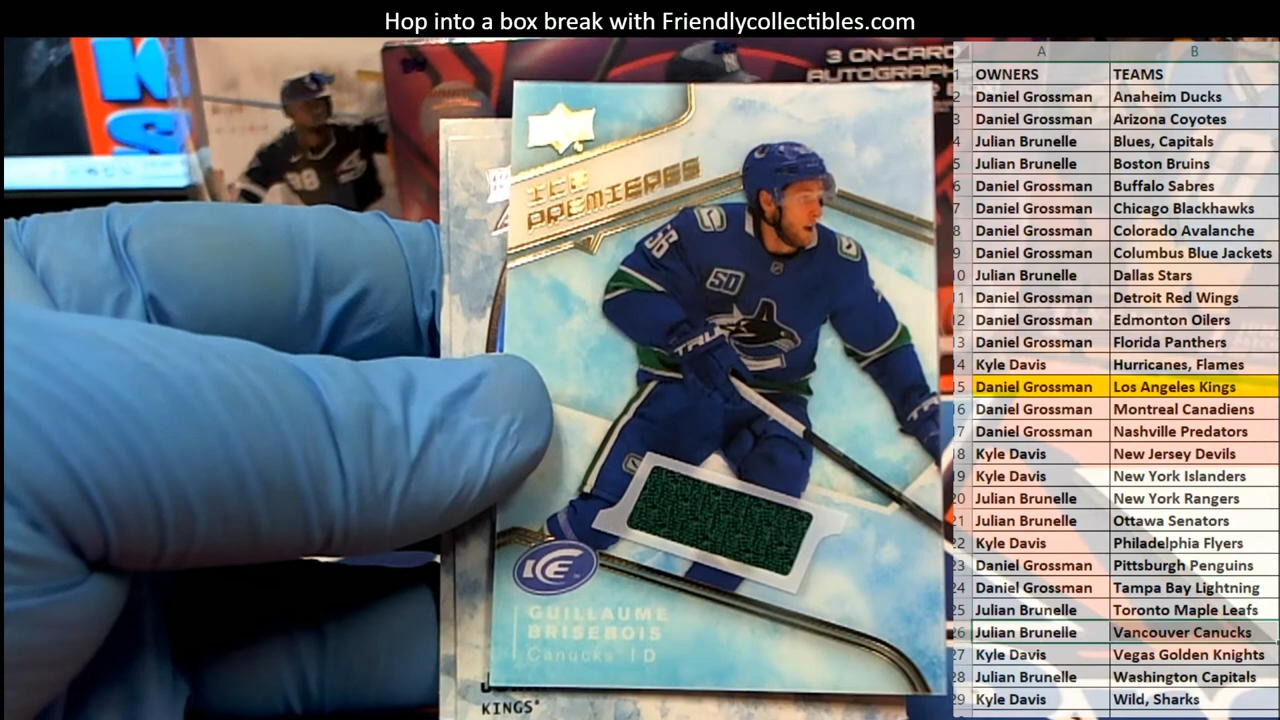 Hop into a box break with Friendlycollectibles.com
3 ON-CARD
AUTOGRAPH
K
S
98
ICE
PREMIERES
56
50
ICE
GUILLAUME
BRISEBOIS
Canucks | D
KINGS
A B
1 OWNERS TEAMS
2 Daniel Grossman Anaheim Ducks
3 Daniel Grossman Arizona Coyotes
4 Julian Brunelle Blues, Capitals
5 Julian Brunelle Boston Bruins
6 Daniel Grossman Buffalo Sabres
7 Daniel Grossman Chicago Blackhawks
8 Daniel Grossman Colorado Avalanche
9 Daniel Grossman Columbus Blue Jackets
10 Julian Brunelle Dallas Stars
11 Daniel Grossman Detroit Red Wings
12 Daniel Grossman Edmonton Oilers
13 Daniel Grossman Florida Panthers
14 Kyle Davis Hurricanes, Flames
15 Daniel Grossman Los Angeles Kings
16 Daniel Grossman Montreal Canadiens
17 Daniel Grossman Nashville Predators
18 Kyle Davis New Jersey Devils
19 Kyle Davis New York Islanders
20 Julian Brunelle New York Rangers
21 Julian Brunelle Ottawa Senators
22 Kyle Davis Philadelphia Flyers
23 Daniel Grossman Pittsburgh Penguins
24 Daniel Grossman Tampa Bay Lightning
25 Julian Brunelle Toronto Maple Leafs
26 Julian Brunelle Vancouver Canucks
27 Kyle Davis Vegas Golden Knights
28 Julian Brunelle Washington Capitals
29 Kyle Davis Wild, Sharks